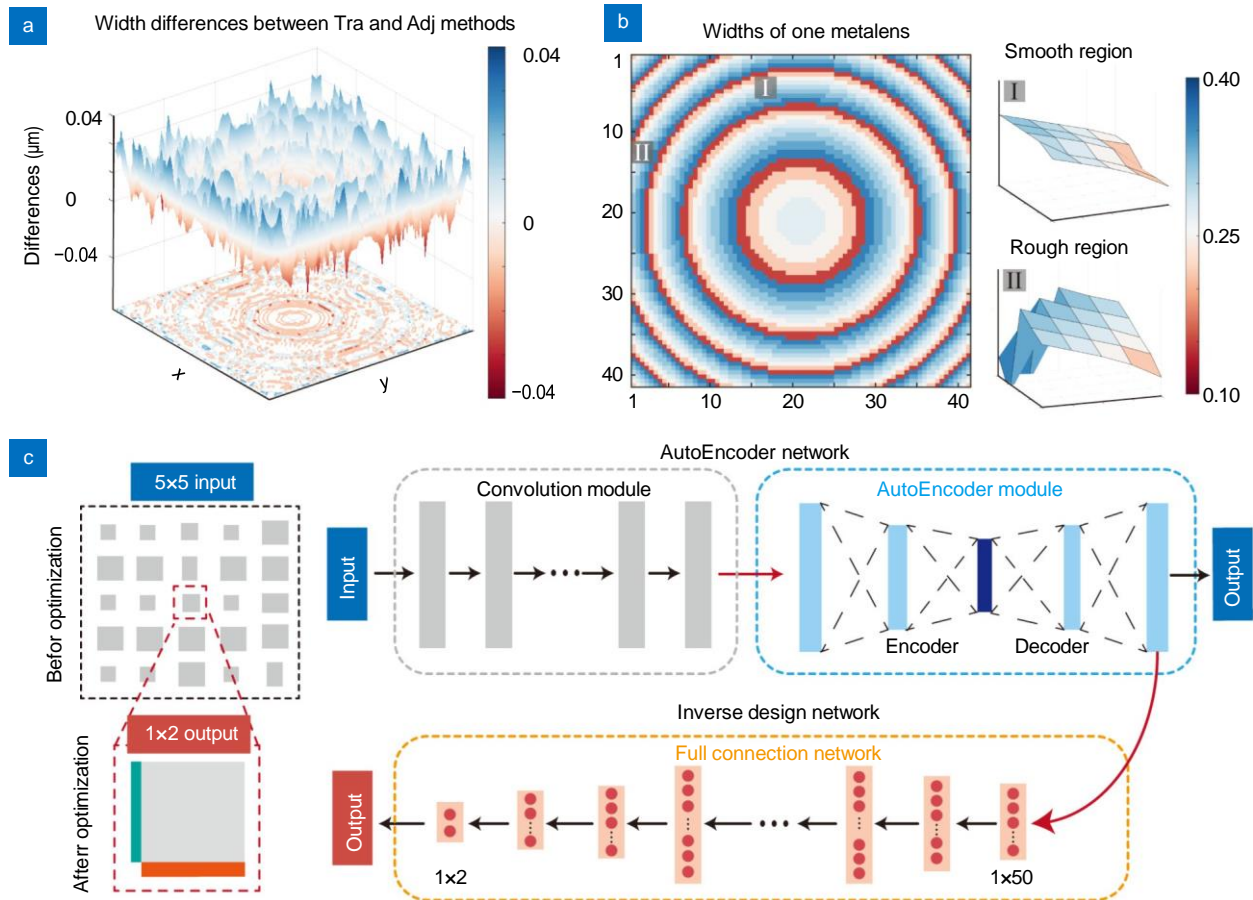 a
Width differences between Tra and Adj methods
0.04
0
−0.04
Differences (μm)
x
y
0.04
0
−0.04
b
Widths of one metalens
1
10
20
30
40
1
10
20
30
40
I
II
Smooth region
I
Rough region
II
0.40
0.25
0.10
c
5×5 input
Befor optimization
1×2 output
Afterr optimization
AutoEncoder network
Input
Convolution module
AutoEncoder module
Encoder
Decoder
Output
Inverse design network
Full connection network
Output
1×2
1×50